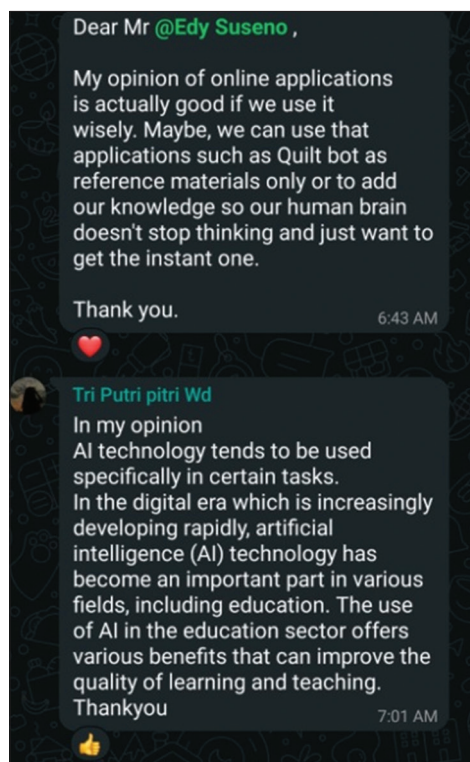 Dear Mr @Edy Suseno ,
My opinion of online applications
is actually good if we use it
wisely. Maybe, we can use that
applications such as Quilt bot as
reference materials only or to add
our knowledge so our human brain
doesn't stop thinking and just want to
get the instant one.
Thank you.
6:43 AM
Tri Putri pitri Wd
In my opinion
AI technology tends to be used
specifically in certain tasks.
In the digital era which is increasingly
developing rapidly, artificial
intelligence (AI) technology has
become an important part in various
fields, including education. The use
of AI in the education sector offers
various benefits that can improve the
quality of learning and teaching.
Thankyou
7:01 AM